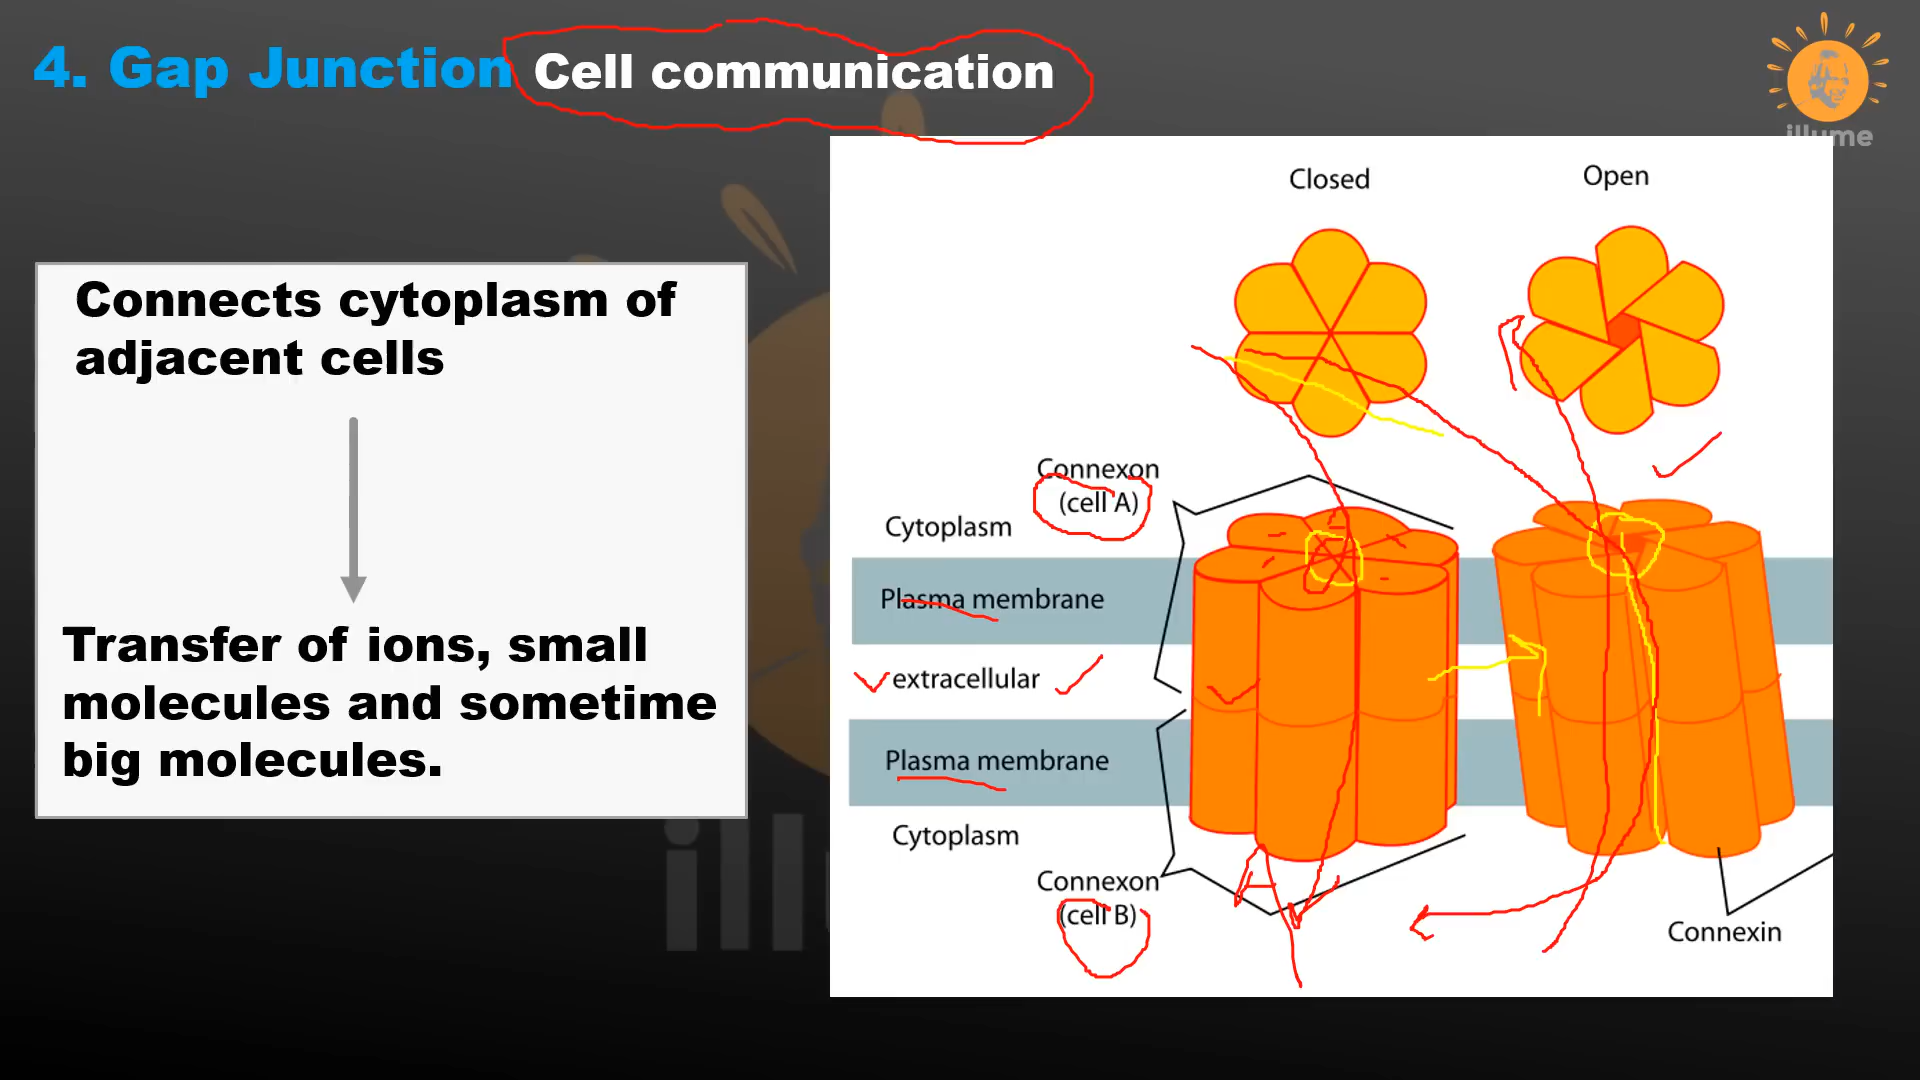 4. Gap Junction Cell communication
illume
Connects cytoplasm of
adjacent cells
Transfer of ions, small
molecules and sometime
big molecules.
Closed
Open
Connexon
(cell A)
Cytoplasm
Plasma membrane
extracellular
Plasma membrane
Cytoplasm
Connexon
(cell B)
Connexin